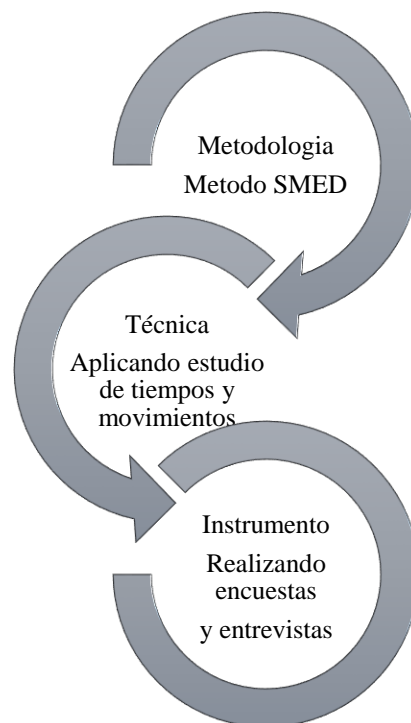 Metodologia
Metodo SMED
Técnica
Aplicando estudio
de tiempos y
movimientos
Instrumento
Realizando
encuestas
y entrevistas